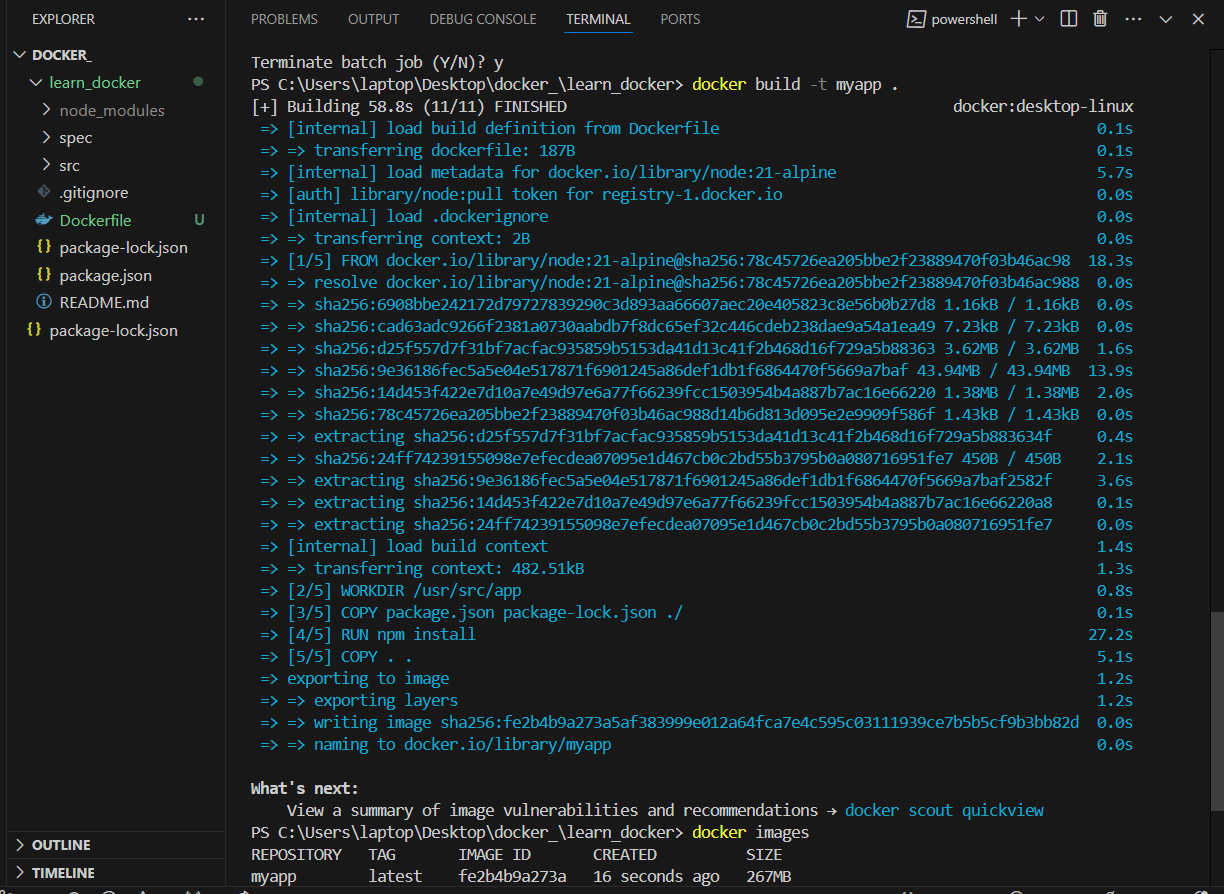 EXPLORER
DOCKER_
learn_docker
node_modules
spec
src
.gitignore
Dockerfile U
package-lock.json
package.json
README.md
package-lock.json
OUTLINE
TIMELINE
PROBLEMS OUTPUT DEBUG CONSOLE TERMINAL PORTS powershell
Terminate batch job (Y/N)? y
PS C:\Users\laptop\Desktop\docker_\learn_docker> docker build -t myapp .
[+] Building 58.8s (11/11) FINISHED docker:desktop-linux
=> [internal] load build definition from Dockerfile 0.1s
=> => transferring dockerfile: 187B 0.1s
=> [internal] load metadata for docker.io/library/node:21-alpine 5.7s
=> [auth] library/node:pull token for registry-1.docker.io 0.0s
=> [internal] load .dockerignore 0.0s
=> => transferring context: 2B 0.0s
=> [1/5] FROM docker.io/library/node:21-alpine@sha256:78c45726ea205bbe2f23889470f03b46ac98 18.3s
=> => resolve docker.io/library/node:21-alpine@sha256:78c45726ea205bbe2f23889470f03b46ac988 0.0s
=> => sha256:6908bbe242172d79727839290c3d893aa66607aec20e405823c8e56b0b27d8 1.16kB / 1.16kB 0.0s
=> => sha256:cad63adc9266f2381a0730aabdb7f8dc65ef32c446cdeb238dae9a54a1ea49 7.23kB / 7.23kB 0.0s
=> => sha256:d25f557d7f31bf7acfac935859b5153da41d13c41f2b468d16f729a5b88363 3.62MB / 3.62MB 1.6s
=> => sha256:9e36186fec5a5e04e517871f6901245a86def1db1f6864470f5669a7baf 43.94MB / 43.94MB 13.9s
=> => sha256:14d453f422e7d10a7e49d97e6a77f66239fcc1503954b4a887b7ac16e66220 1.38MB / 1.38MB 2.0s
=> => sha256:78c45726ea205bbe2f23889470f03b46ac988d14b6d813d095e2e9909f586f 1.43kB / 1.43kB 0.0s
=> => extracting sha256:d25f557d7f31bf7acfac935859b5153da41d13c41f2b468d16f729a5b883634f 0.4s
=> => sha256:24ff74239155098e7efecdea07095e1d467cb0c2bd55b3795b0a080716951fe7 450B / 450B 2.1s
=> => extracting sha256:9e36186fec5a5e04e517871f6901245a86def1db1f6864470f5669a7baf2582f 3.6s
=> => extracting sha256:14d453f422e7d10a7e49d97e6a77f66239fcc1503954b4a887b7ac16e66220a8 0.1s
=> => extracting sha256:24ff74239155098e7efecdea07095e1d467cb0c2bd55b3795b0a080716951fe7 0.0s
=> [internal] load build context 1.4s
=> => transferring context: 482.51kB 1.3s
=> [2/5] WORKDIR /usr/src/app 0.8s
=> [3/5] COPY package.json package-lock.json ./ 0.1s
=> [4/5] RUN npm install 27.2s
=> [5/5] COPY . . 5.1s
=> exporting to image 1.2s
=> => exporting layers 1.2s
=> => writing image sha256:fe2b4b9a273a5af383999e012a64fca7e4c595c03111939ce7b5b5cf9b3bb82d 0.0s
=> => naming to docker.io/library/myapp 0.0s
What's next:
View a summary of image vulnerabilities and recommendations → docker scout quickview
PS C:\Users\laptop\Desktop\docker_\learn_docker> docker images
REPOSITORY TAG IMAGE ID CREATED SIZE
myapp latest fe2b4b9a273a 16 seconds ago 267MB